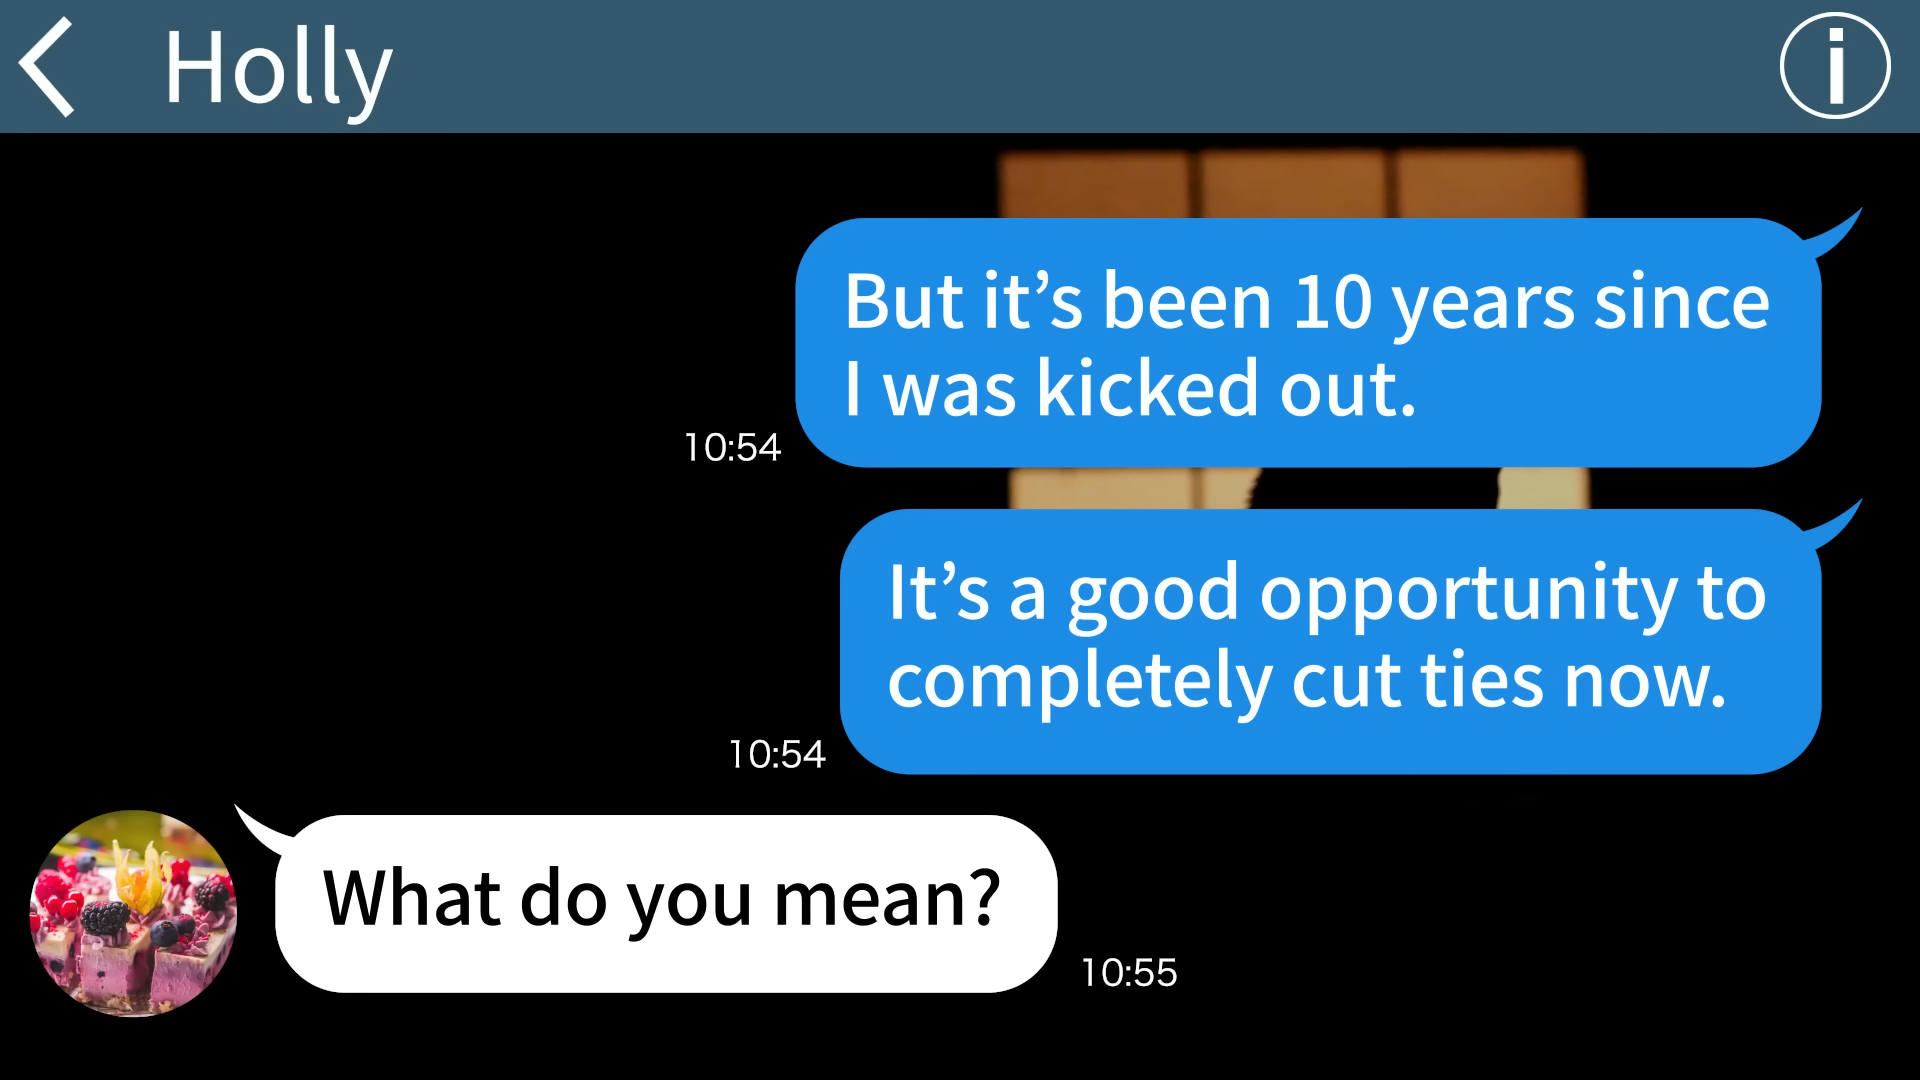 Holly
But it’s been 10 years since
I was kicked out.
10:54
It’s a good opportunity to
completely cut ties now.
10:54
What do you mean?
10:55